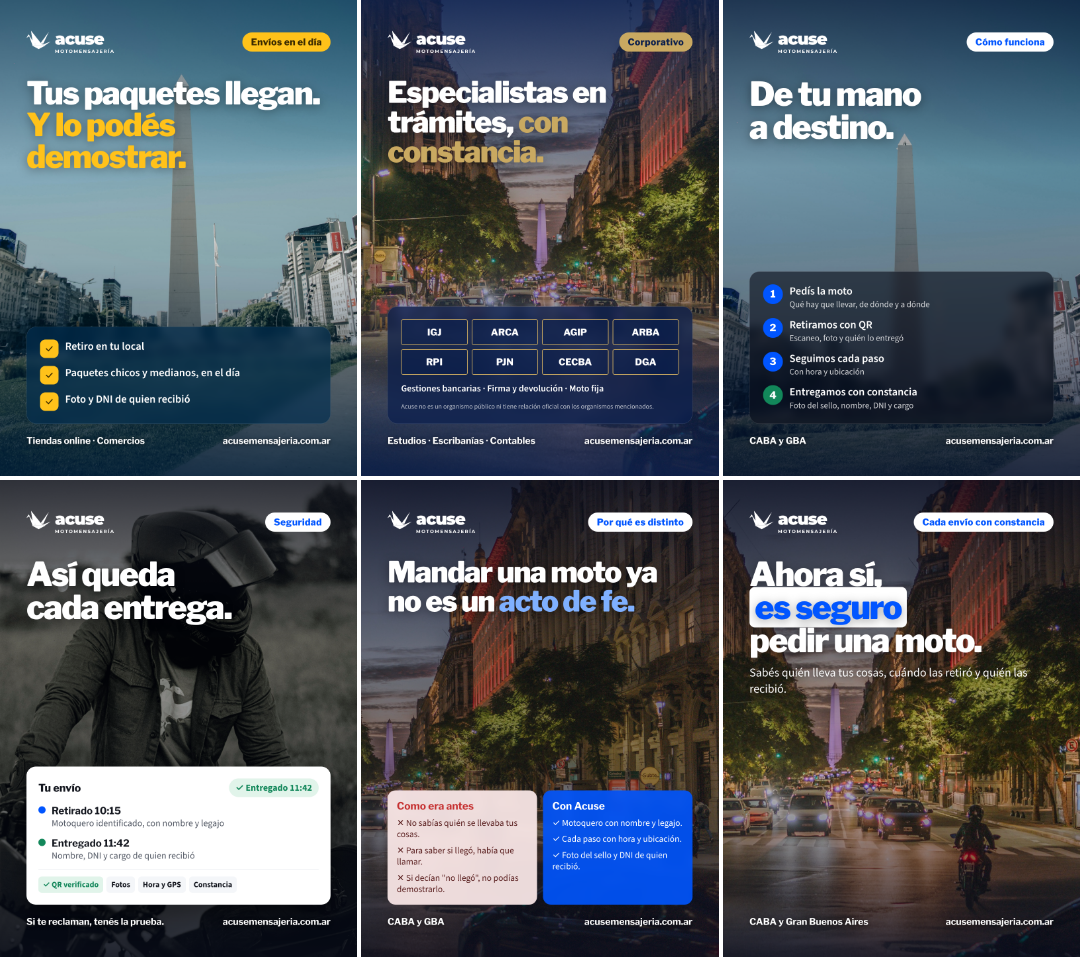 acuse
MOTOMENSAJERÍA
Envíos en el día
Tus paquetes llegan.
Y lo podés
demostrar.
Retiro en tu local
Paquetes chicos y medianos, en el día
Foto y DNI de quien recibió
Tiendas online · Comercios
acusemensajeria.com.ar
acuse
MOTOMENSAJERÍA
Corporativo
Especialistas en
trámites, con
constancia.
IGJ
ARCA
AGIP
ARBA
RPI
PJN
CECBA
DGA
Gestiones bancarias · Firma y devolución · Moto fija
Acuse no es un organismo público ni tiene relación oficial con los organismos mencionados.
Estudios · Escribanías · Contables
acusemensajeria.com.ar
acuse
MOTOMENSAJERÍA
Cómo funciona
De tu mano
a destino.
1
Pedís la moto
Qué hay que llevar, de dónde y a dónde
2
Retiramos con QR
Escaneo, foto y quién lo entregó
3
Seguimos cada paso
Con hora y ubicación
4
Entregamos con constancia
Foto del sello, nombre, DNI y cargo
CABA y GBA
acusemensajeria.com.ar
acuse
MOTOMENSAJERÍA
Seguridad
Así queda
cada entrega.
Tu envío
✓ Entregado 11:42
Retirado 10:15
Motoquero identificado, con nombre y legajo
Entregado 11:42
Nombre, DNI y cargo de quien recibió
✓ QR verificado
Fotos
Hora y GPS
Constancia
Si te reclaman, tenés la prueba.
acusemensajeria.com.ar
acuse
MOTOMENSAJERÍA
Por qué es distinto
Mandar una moto ya
no es un acto de fe.
Como era antes
✕ No sabías quién se llevaba tus
cosas.
✕ Para saber si llegó, había que
llamar.
✕ Si decían "no llegó", no podías
demostrarlo.
Con Acuse
✓ Motoquero con nombre y legajo.
✓ Cada paso con hora y ubicación.
✓ Foto del sello y DNI de quien
recibió.
CABA y GBA
acusemensajeria.com.ar
acuse
MOTOMENSAJERÍA
Cada envío con constancia
Ahora sí,
es seguro
pedir una moto.
Sabés quién lleva tus cosas, cuándo las retiró y quién las
recibió.
CABA y Gran Buenos Aires
acusemensajeria.com.ar